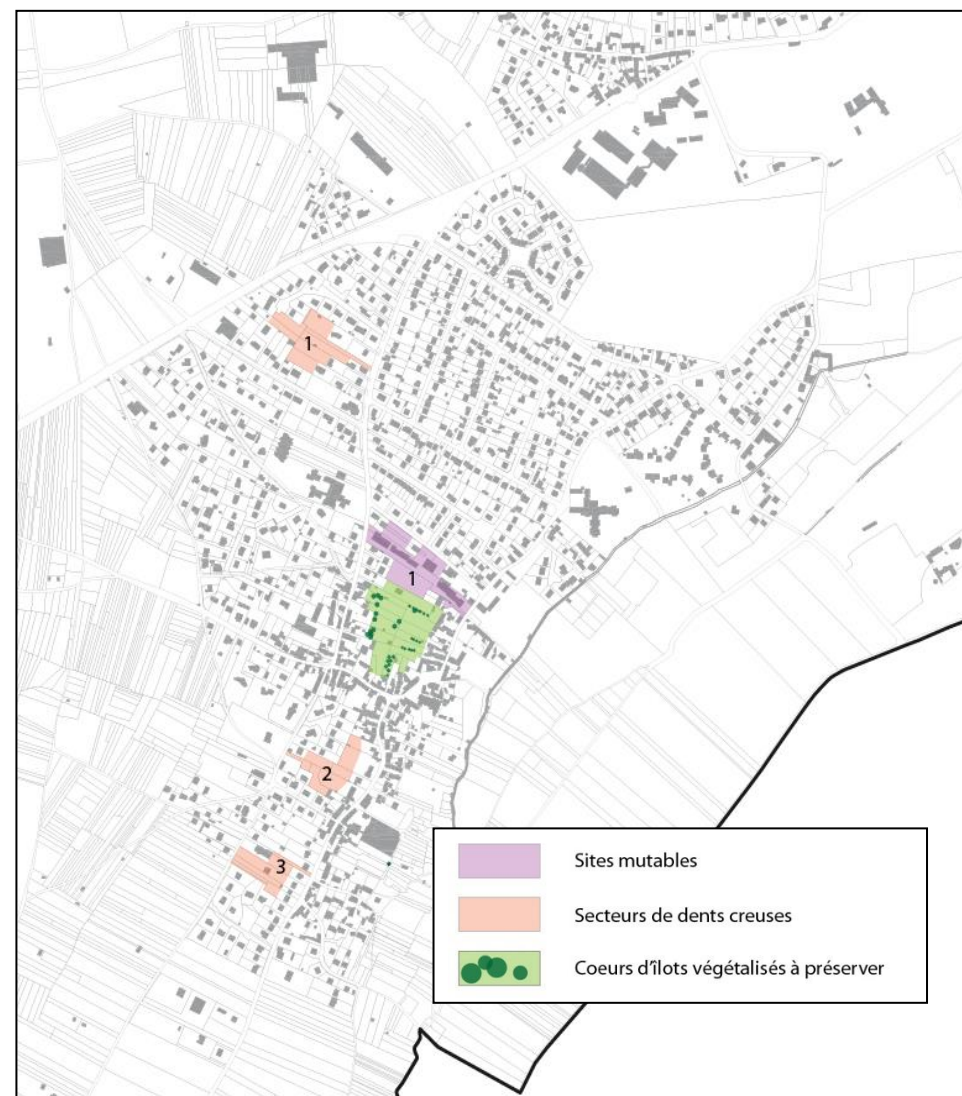 1
1
2
3
Sites mutables
Secteurs de dents creuses
Coeurs d'îlots végétalisés à préserver